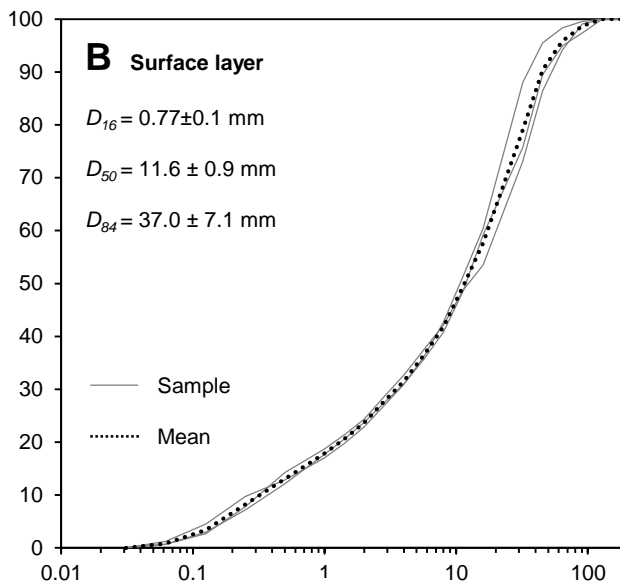 100
B Surface layer
90
D16 = 0.77±0.1 mm
80
D50 = 11.6 ± 0.9 mm
70
D84 = 37.0 ± 7.1 mm
60
50
40
30
Sample
20
Mean
10
0
0.01 0.1 1 10 100